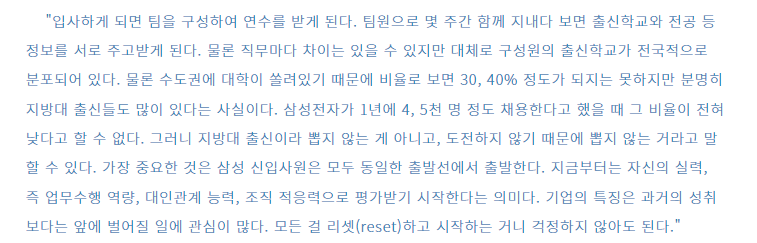 "입사하게 되면 팀을 구성하여 연수를 받게 된다. 팀원으로 몇 주간 함께 지내다 보면 출신학교와 전공 등
정보를 서로 주고받게 된다. 물론 직무마다 차이는 있을 수 있지만 대체로 구성원의 출신학교가 전국적으로
분포되어 있다. 물론 수도권에 대학이 쏠려있기 때문에 비율로 보면 30, 40% 정도가 되지는 못하지만 분명히
지방대 출신들도 많이 있다는 사실이다. 삼성전자가 1년에 4, 5천 명 정도 채용한다고 했을 때 그 비율이 전혀
낮다고 할 수 없다. 그러니 지방대 출신이라 뽑지 않는 게 아니고, 도전하지 않기 때문에 뽑지 않는 거라고 말
할 수 있다. 가장 중요한 것은 삼성 신입사원은 모두 동일한 출발선에서 출발한다. 지금부터는 자신의 실력,
즉 업무수행 역량, 대인관계 능력, 조직 적응력으로 평가받기 시작한다는 의미다. 기업의 특징은 과거의 성취
보다는 앞에 벌어질 일에 관심이 많다. 모든 걸 리셋(reset)하고 시작하는 거니 걱정하지 않아도 된다."